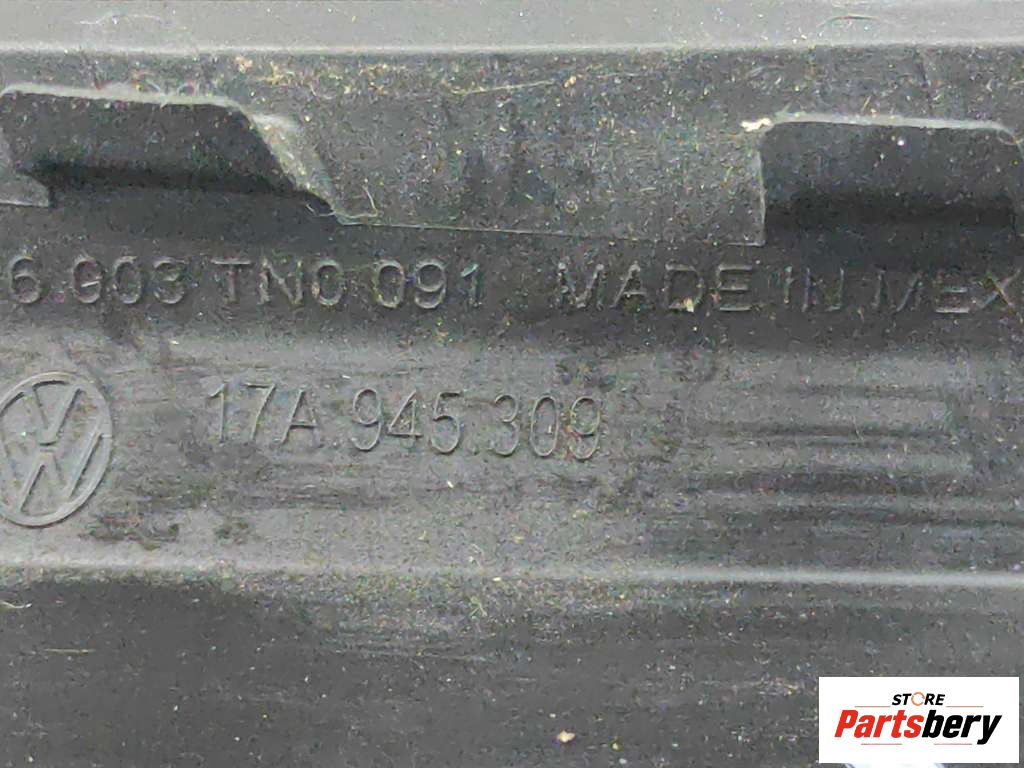 6 903 TN0 091 MADE IN MEX
17A.945.309
STORE
Partsbery